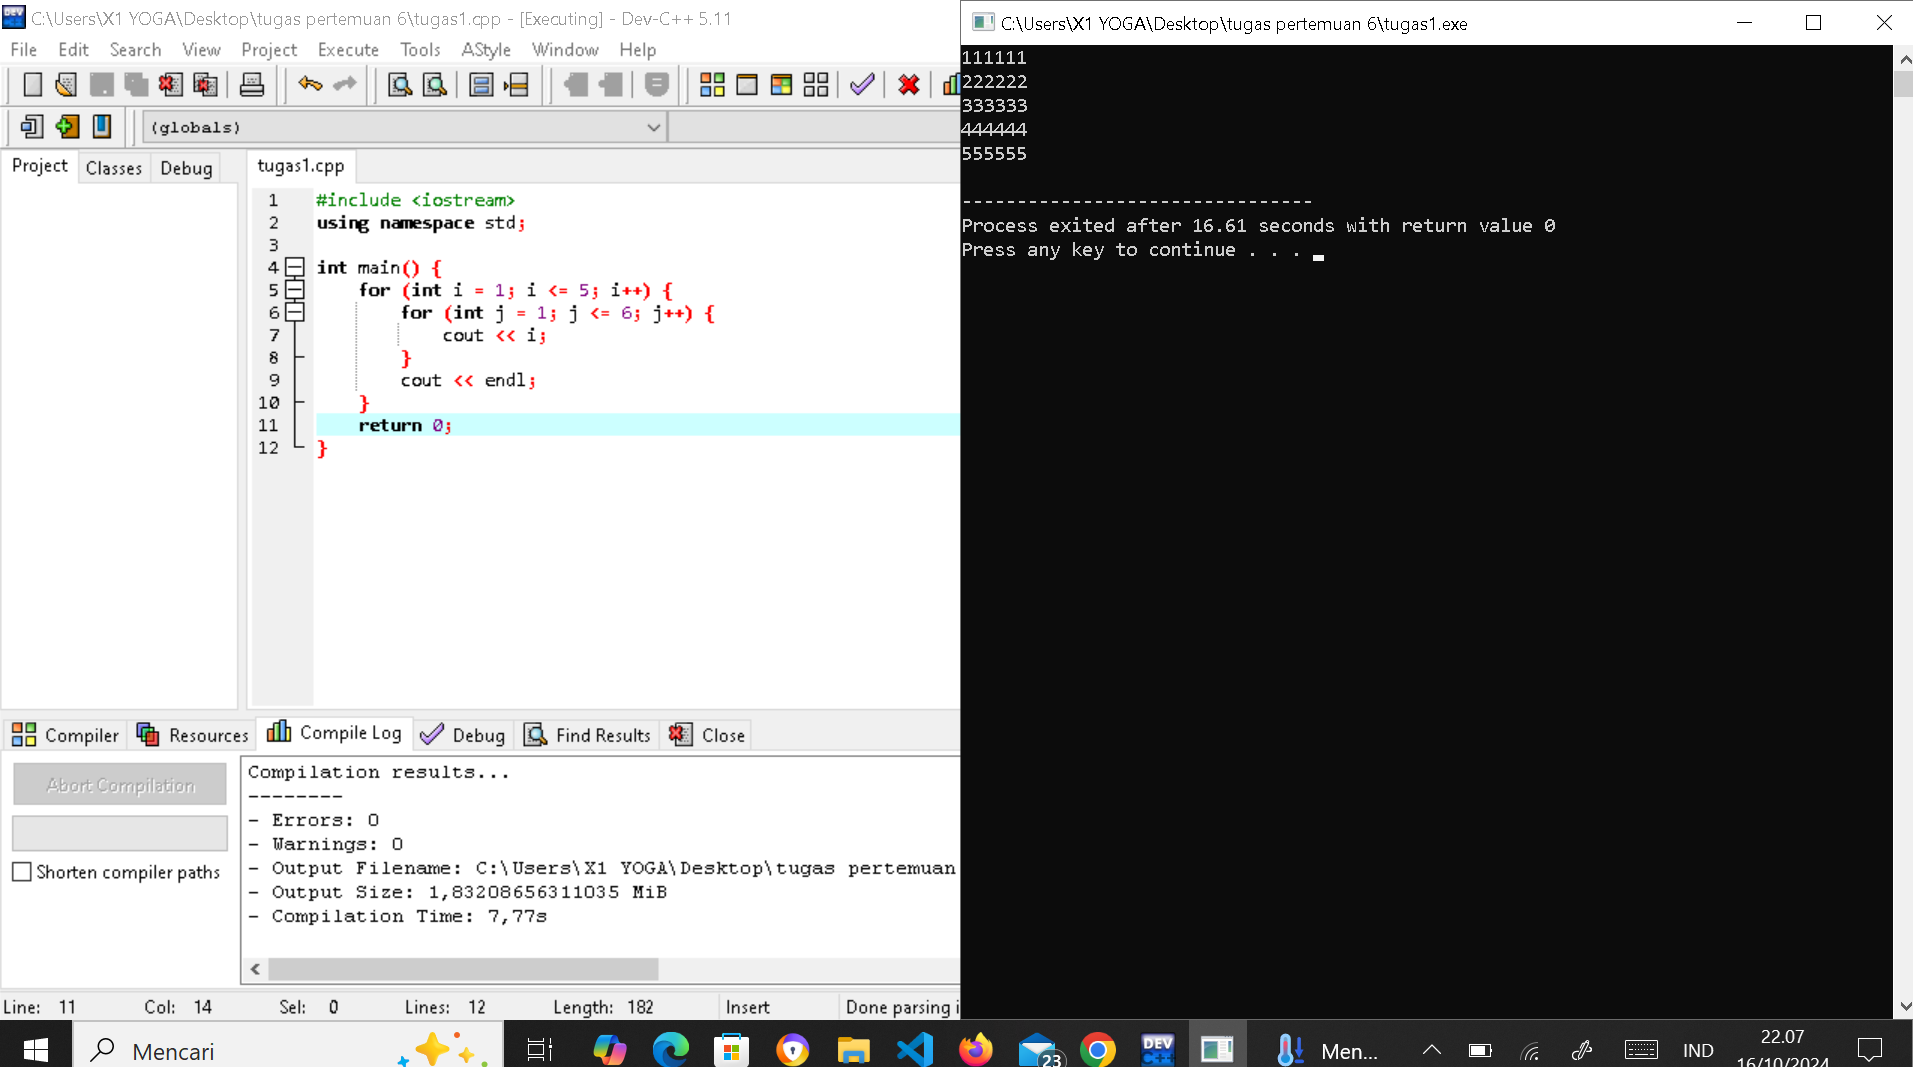 C:\Users\X1 YOGA\Desktop\tugas pertemuan 6\tugas1.cpp - [Executing] - Dev-C++ 5.11
File Edit Search View Project Execute Tools AStyle Window Help
(globals)
Project Classes Debug
tugas1.cpp
1 #include <iostream>
2 using namespace std;
3
4 int main() {
5 for (int i = 1; i <= 5; i++) {
6 for (int j = 1; j <= 6; j++) {
7 cout << i;
8 }
9 cout << endl;
10 }
11 return 0;
12 }
Compiler Resources Compile Log Debug Find Results Close
Abort Compilation
Shorten compiler paths
Compilation results...
--------
- Errors: 0
- Warnings: 0
- Output Filename: C:\Users\X1 YOGA\Desktop\tugas pertemuan
- Output Size: 1,83208656311035 MiB
- Compilation Time: 7,77s
Line: 11 Col: 14 Sel: 0 Lines: 12 Length: 182 Insert Done parsing i
C:\Users\X1 YOGA\Desktop\tugas pertemuan 6\tugas1.exe
111111
222222
333333
444444
555555
--------------------------------
Process exited after 16.61 seconds with return value 0
Press any key to continue . . .
Mencari
DEV
C++
23
Men...
IND
22.07
16/10/2024